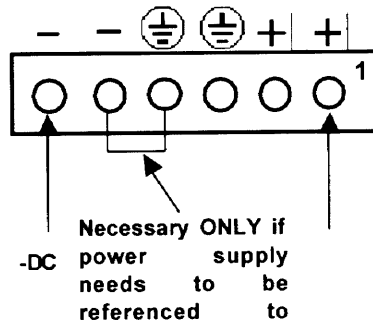 - - + +
1
-DC
Necessary ONLY if
power supply
needs to be
referenced to